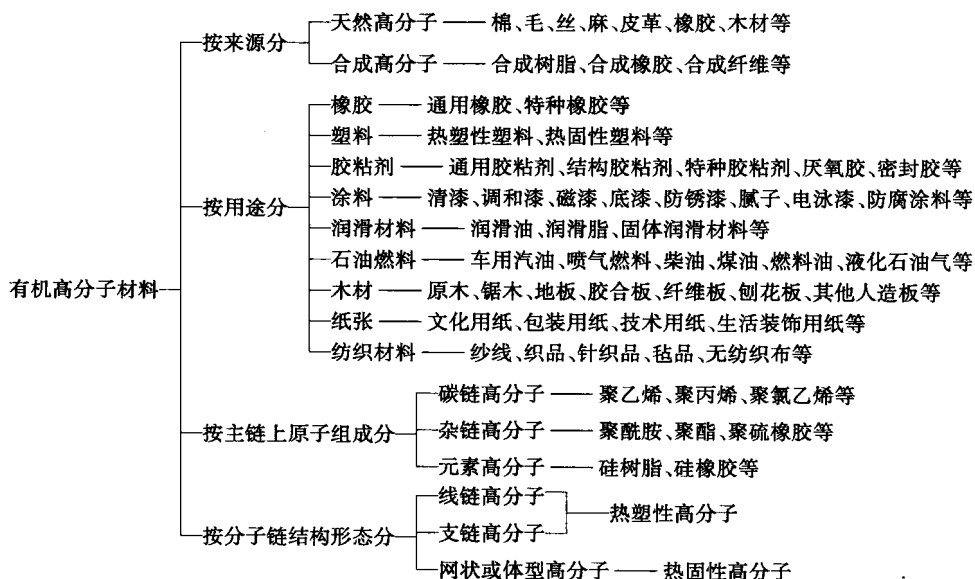 天然高分子 —— 棉、毛、丝、麻、皮革、橡胶、木材等
按来源分
合成高分子 —— 合成树脂、合成橡胶、合成纤维等
橡胶 —— 通用橡胶、特种橡胶等
塑料 —— 热塑性塑料、热固性塑料等
胶粘剂 —— 通用胶粘剂、结构胶粘剂、特种胶粘剂、厌氧胶、密封胶等
涂料 —— 清漆、调和漆、磁漆、底漆、防锈漆、腻子、电泳漆、防腐涂料等
按用途分
润滑材料 —— 润滑油、润滑脂、固体润滑材料等
石油燃料 —— 车用汽油、喷气燃料、柴油、煤油、燃料油、液化石油气等
有机高分子材料
木材 —— 原木、锯木、地板、胶合板、纤维板、刨花板、其他人造板等
纸张 —— 文化用纸、包装用纸、技术用纸、生活装饰用纸等
纺织材料 —— 纱线、织品、针织品、毡品、无纺织布等
碳链高分子 —— 聚乙烯、聚丙烯、聚氯乙烯等
按主链上原子组成分
杂链高分子 —— 聚酰胺、聚酯、聚硫橡胶等
元素高分子 —— 硅树脂、硅橡胶等
线链高分子
热塑性高分子
按分子链结构形态分
支链高分子
网状或体型高分子 —— 热固性高分子